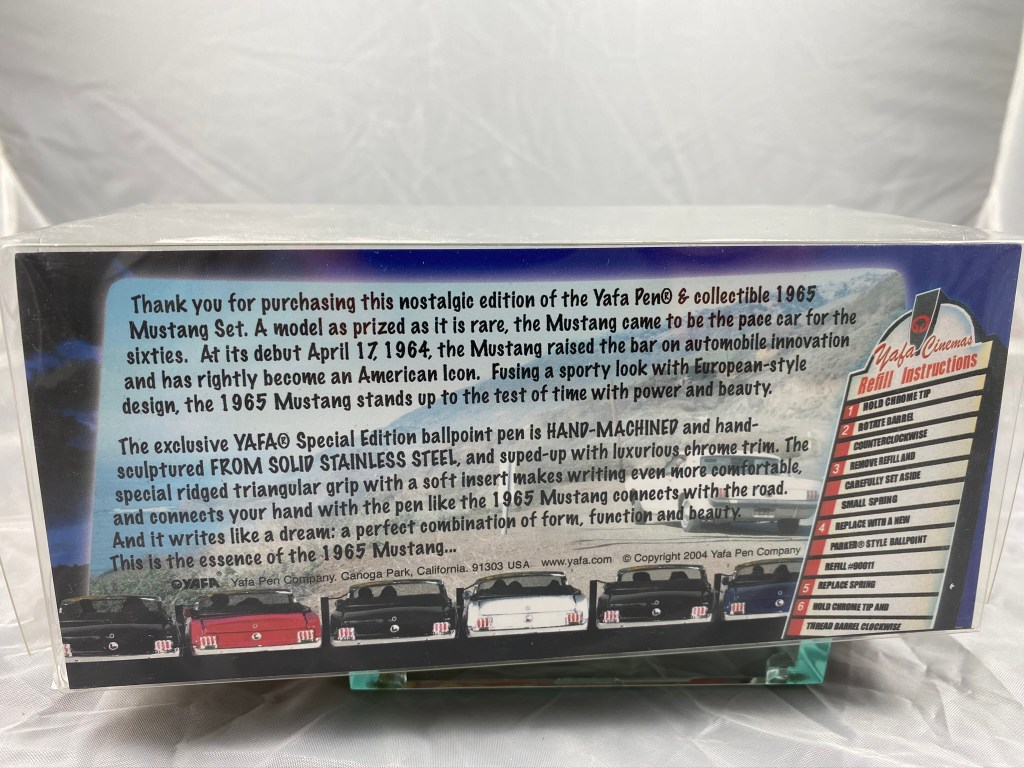 Thank you for purchasing this nostalgic edition of the Yafa Pen® & collectible 1965
Mustang Set. A model as prized as it is rare, the Mustang came to be the pace car for the
sixties. At its debut April 17, 1964, the Mustang raised the bar on automobile innovation
and has rightly become an American Icon. Fusing a sporty look with European-style
design, the 1965 Mustang stands up to the test of time with power and beauty.
The exclusive YAFA® Special Edition ballpoint pen is HAND-MACHINED and hand-
sculptured FROM SOLID STAINLESS STEEL, and suped-up with luxurious chrome trim. The
special ridged triangular grip with a soft insert makes writing even more comfortable,
and connects your hand with the pen like the 1965 Mustang connects with the road.
And it writes like a dream: a perfect combination of form, function and beauty.
This is the essence of the 1965 Mustang...
YAFA Yafa Pen Company. Canoga Park, California. 91303 USA www.yafa.com © Copyright 2004 Yafa Pen Company
Yafa Cinemas
Refill Instructions
1 HOLD CHROME TIP
2 ROTATE BARREL
COUNTERCLOCKWISE
3 REMOVE REFILL AND
CAREFULLY SET ASIDE
SMALL SPRING
4 REPLACE WITH A NEW
PARKER® STYLE BALLPOINT
REFILL #90011
5 REPLACE SPRING
6 HOLD CHROME TIP AND
THREAD BARREL CLOCKWISE